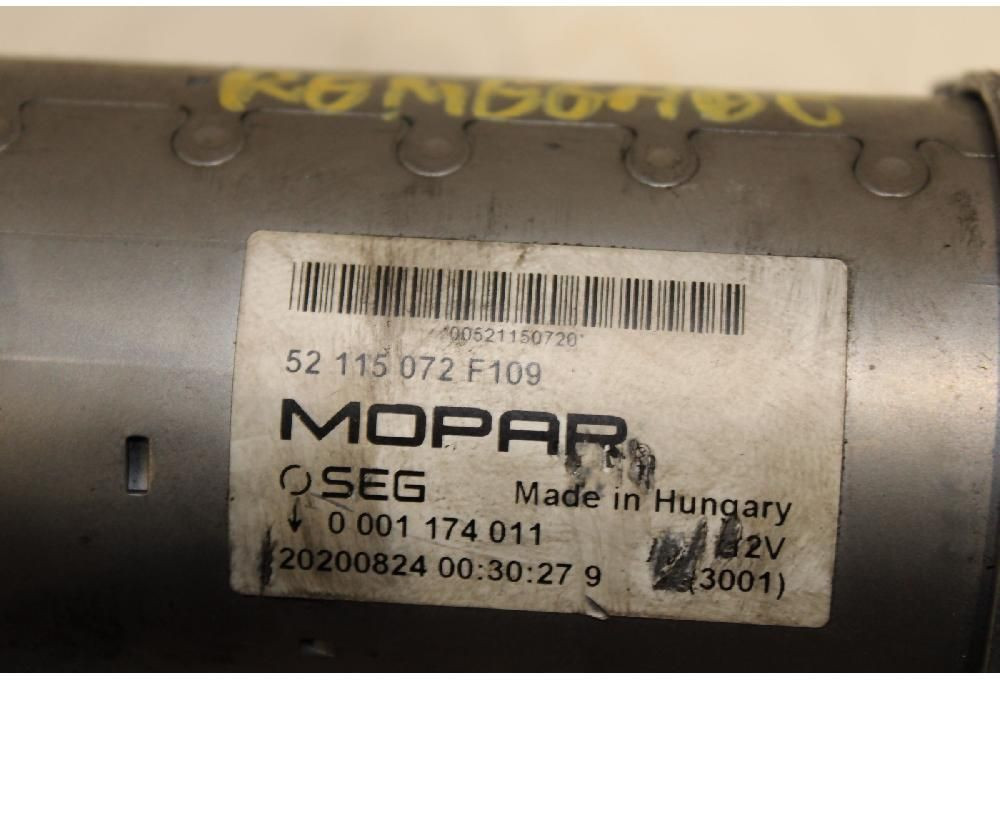 *00521150720*
52 115 072 F109
MOPAR
SEG Made in Hungary
0 001 174 011 12V
20200824 00:30:27 9 (3001)